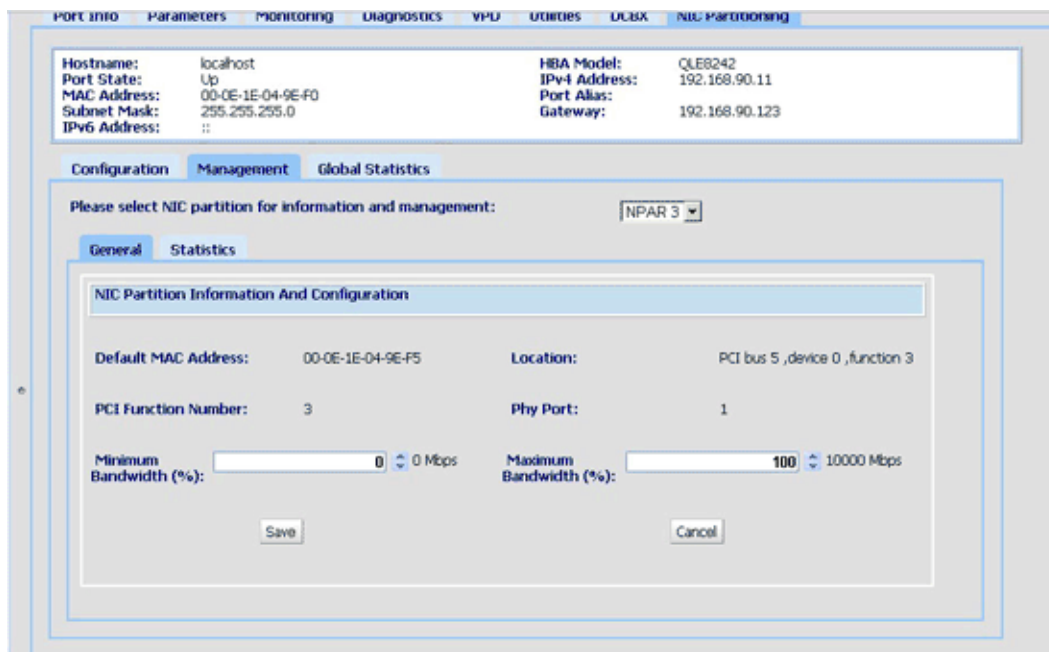 Port Info Parameters Monitoring Diagnostics VPD Utilities DCBX NIC Partitioning
Hostname: localhost HBA Model: QLE8242
Port State: Up IPv4 Address: 192.168.90.11
MAC Address: 00-0E-1E-04-9E-F0 Port Alias:
Subnet Mask: 255.255.255.0 Gateway: 192.168.90.123
IPv6 Address: ::
Configuration Management Global Statistics
Please select NIC partition for information and management: NPAR 3
General Statistics
NIC Partition Information And Configuration
Default MAC Address: 00-0E-1E-04-9E-F5 Location: PCI bus 5 ,device 0 ,function 3
PCI Function Number: 3 Phy Port: 1
Minimum Bandwidth (%): 0 0 Mbps Maximum Bandwidth (%): 100 10000 Mbps
Save Cancel